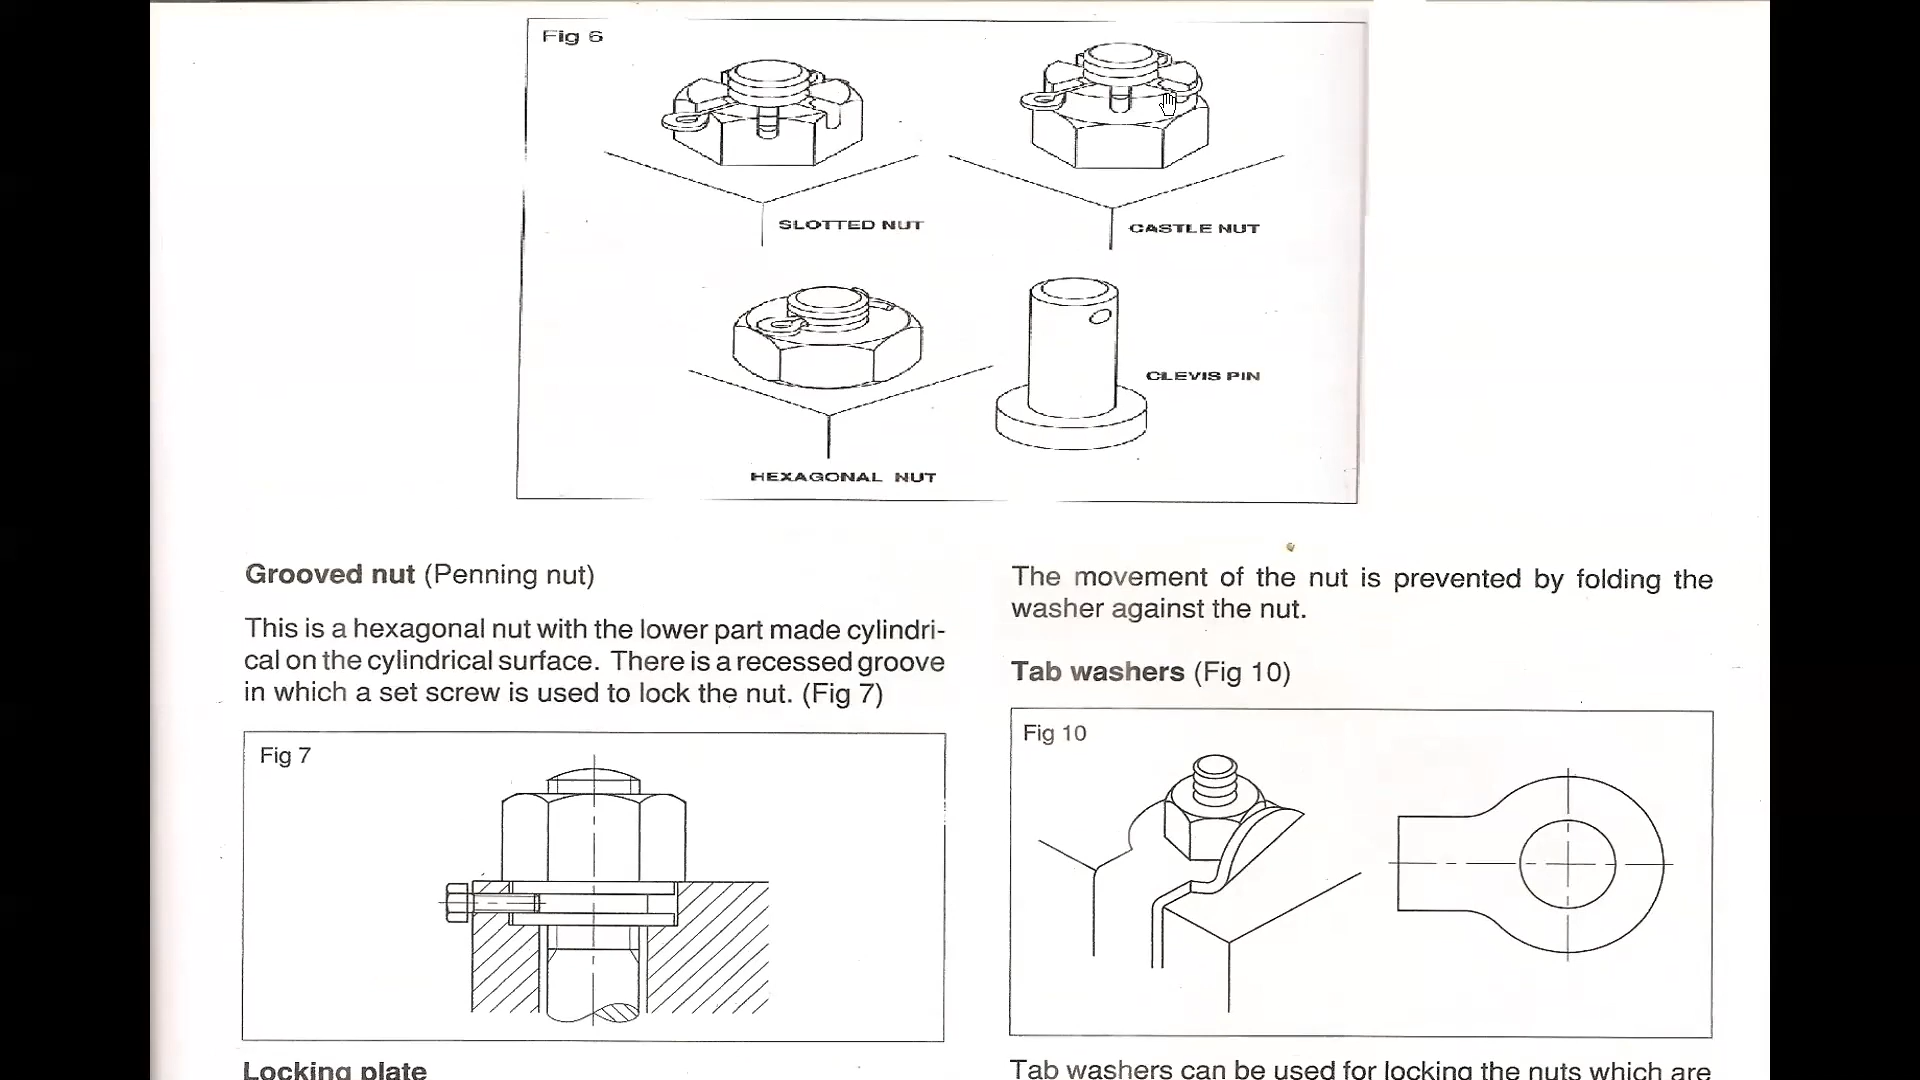 Fig 6
SLOTTED NUT
CASTLE NUT
CLEVIS PIN
HEXAGONAL NUT
Grooved nut (Penning nut)
This is a hexagonal nut with the lower part made cylindri-
cal on the cylindrical surface. There is a recessed groove
in which a set screw is used to lock the nut. (Fig 7)
Fig 7
Locking plate
The movement of the nut is prevented by folding the
washer against the nut.
Tab washers (Fig 10)
Fig 10
Tab washers can be used for locking the nuts which are